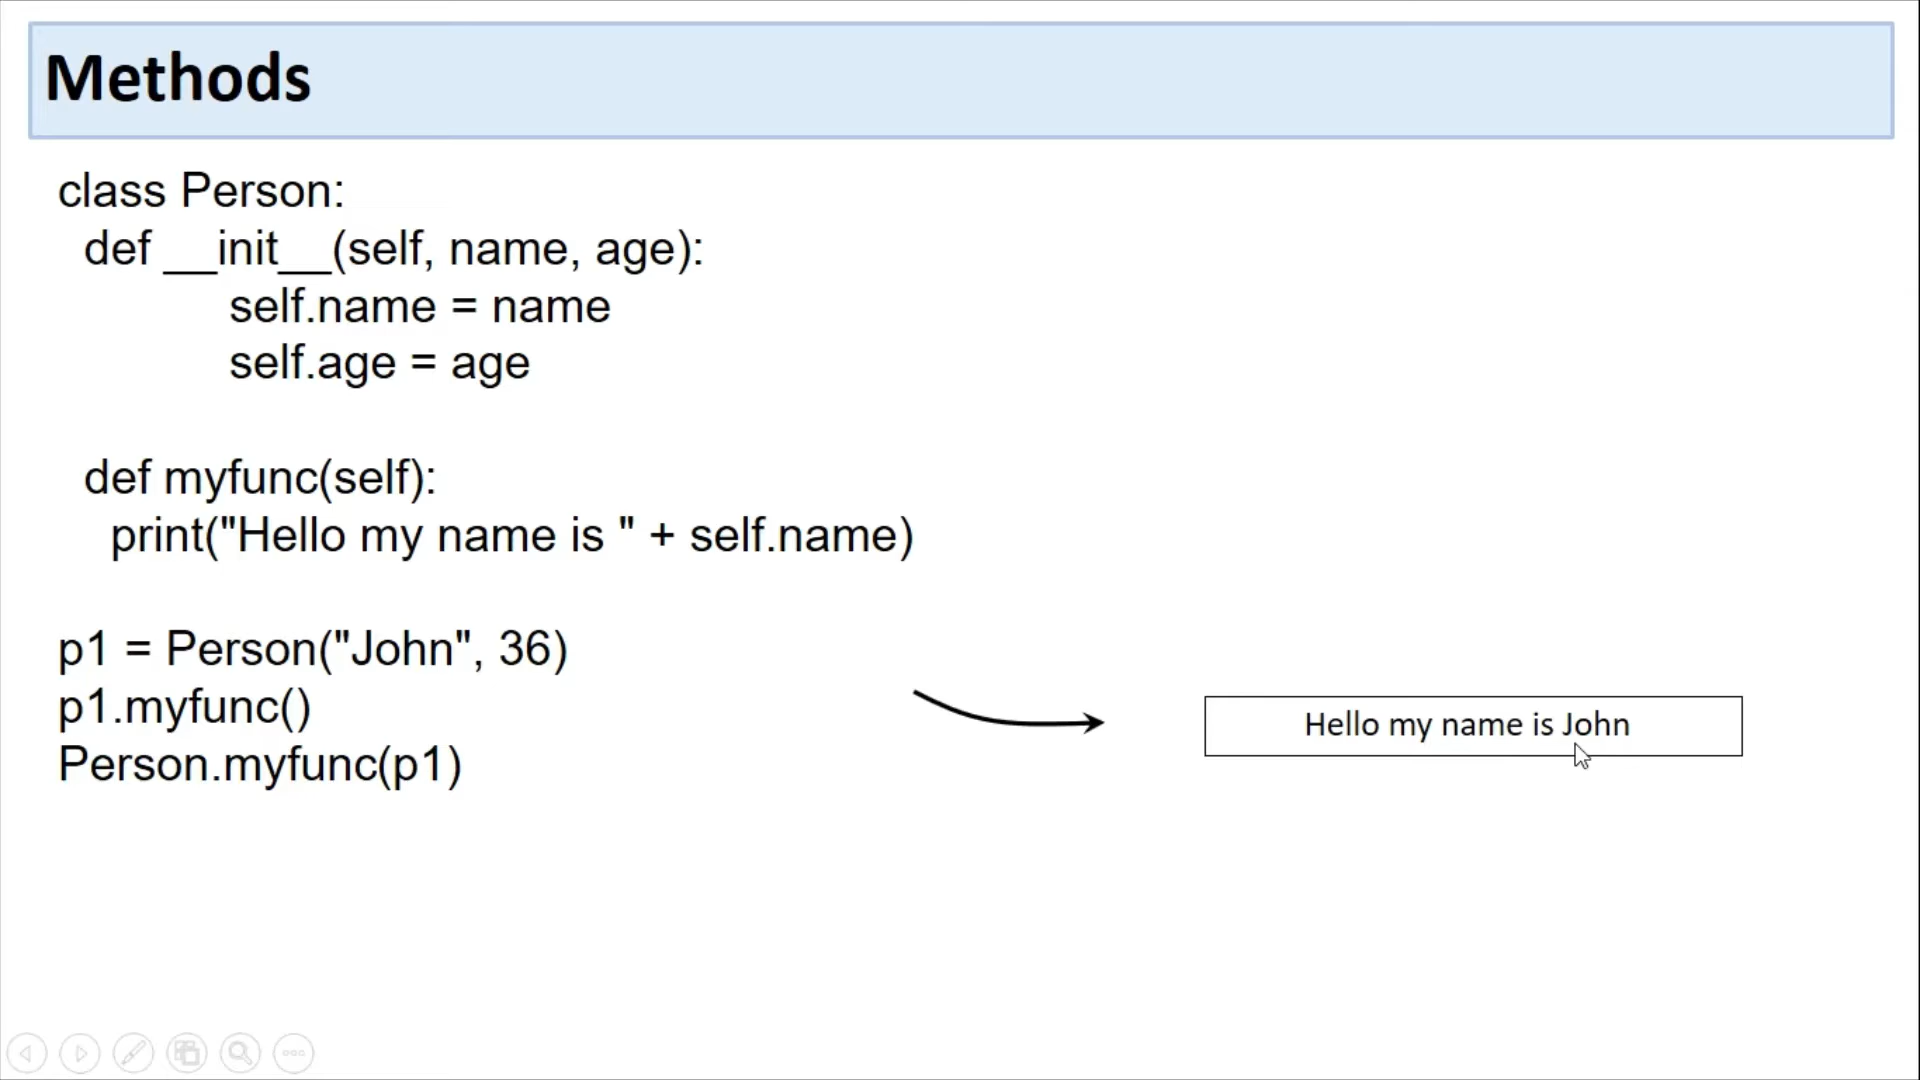 Methods
class Person:
def __init__(self, name, age):
self.name = name
self.age = age
def myfunc(self):
print("Hello my name is " + self.name)
p1 = Person("John", 36)
p1.myfunc()
Person.myfunc(p1)
Hello my name is John